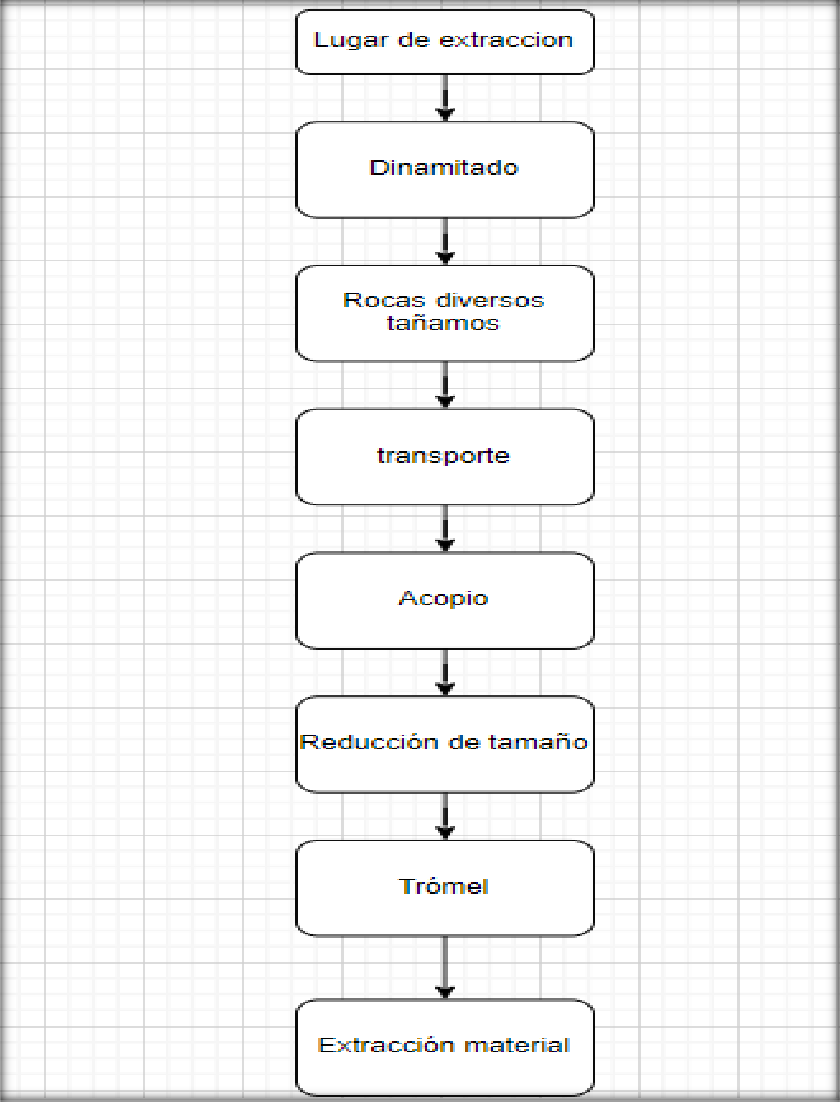 Lugar de extraccion
Dinamitado
Rocas diversos
tañamos
transporte
Acopio
Reducción de tamaño
Trómel
Extracción material